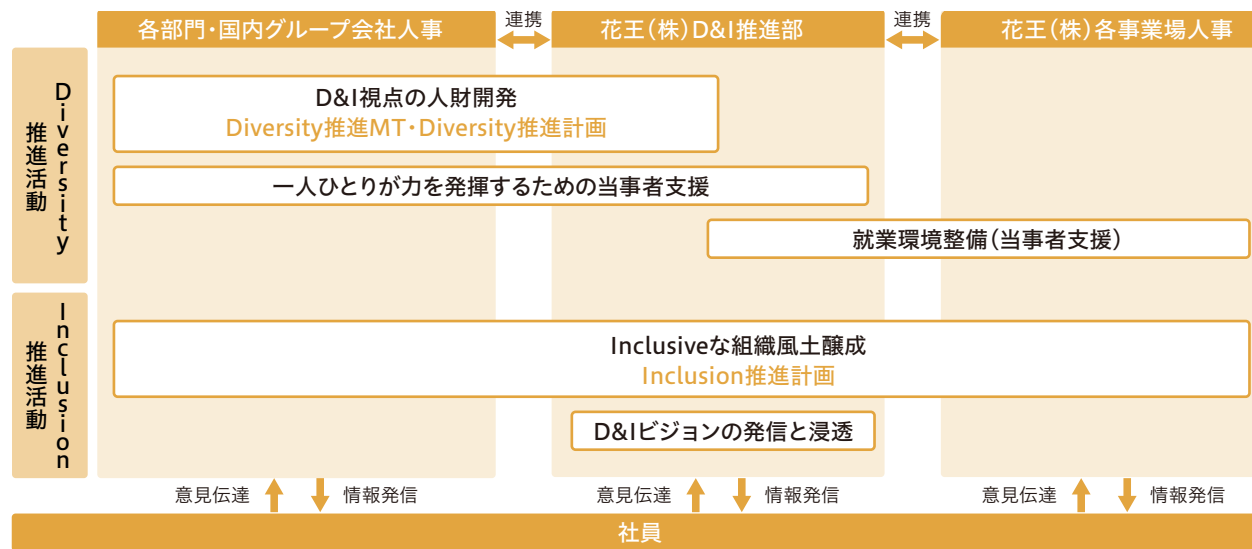 各部門・国内グループ会社人事
連携
花王(株)D&I推進部
連携
花王(株)各事業場人事
Diversity
推進活動
D&I視点の人財開発
Diversity推進MT・Diversity推進計画
一人ひとりが力を発揮するための当事者支援
就業環境整備(当事者支援)
Inclusion
推進活動
Inclusiveな組織風土醸成
Inclusion推進計画
D&Iビジョンの発信と浸透
意見伝達
情報発信
意見伝達
情報発信
意見伝達
情報発信
社員